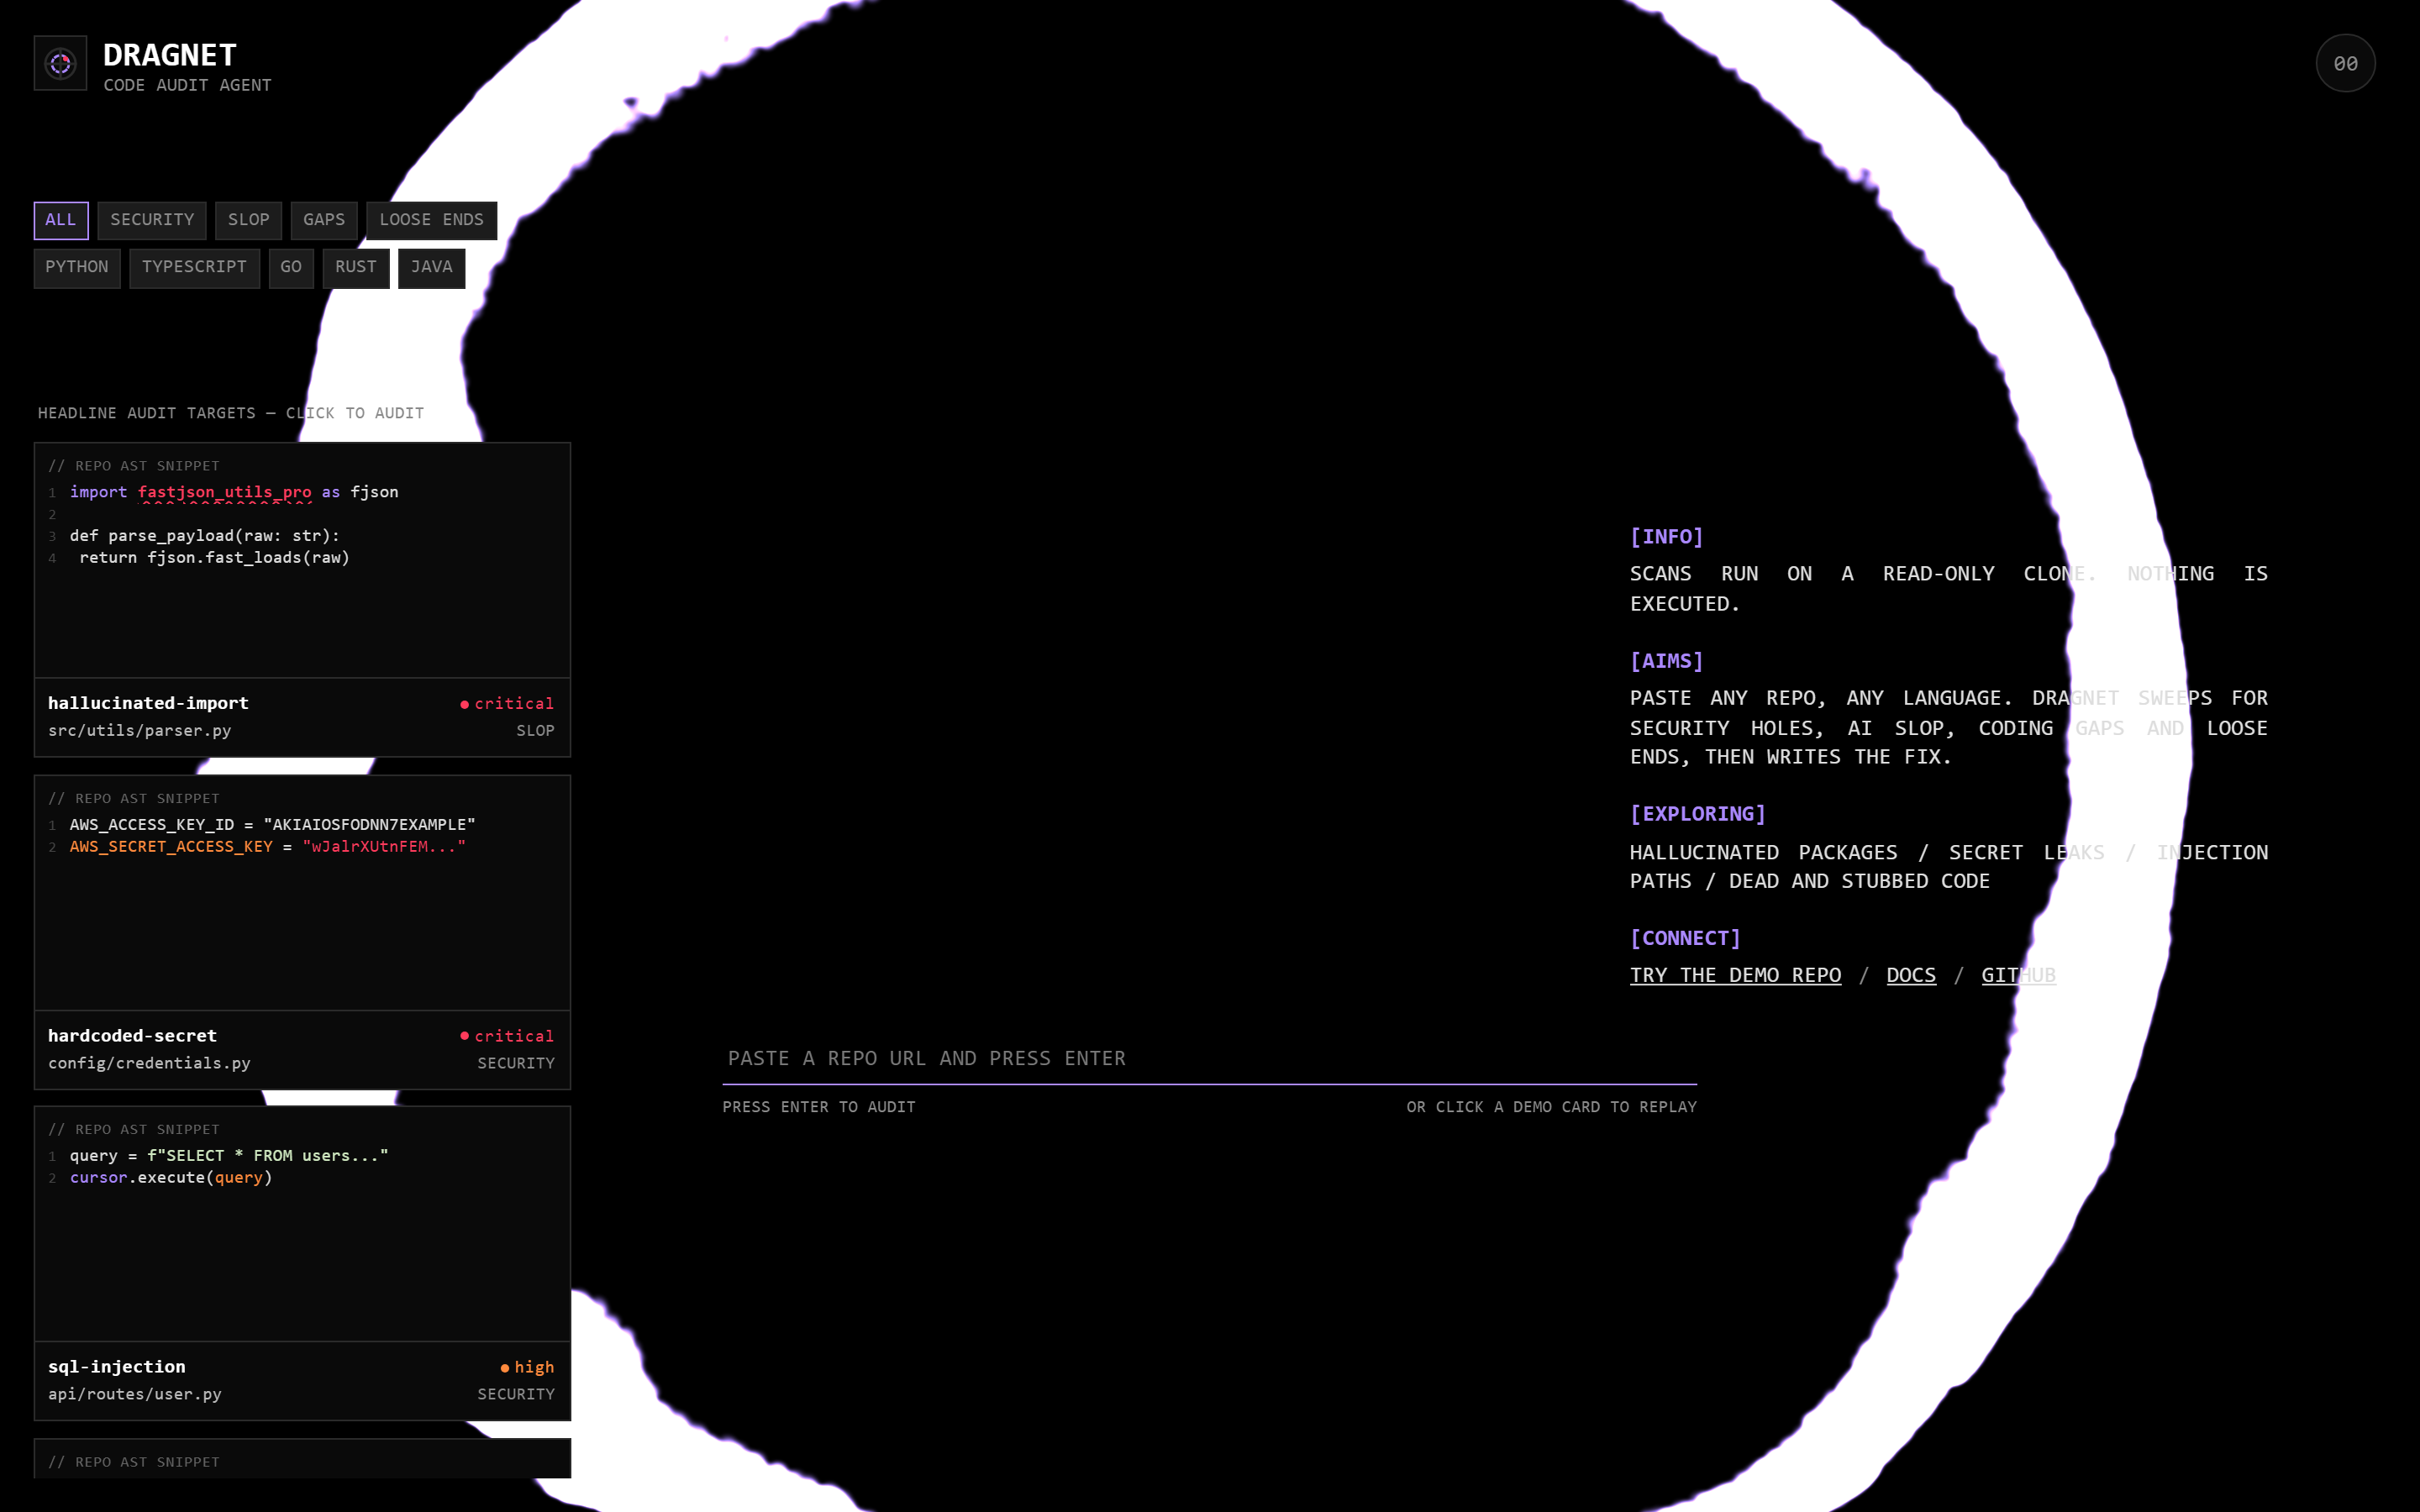 DRAGNET
CODE AUDIT AGENT
00
ALL SECURITY SLOP GAPS LOOSE ENDS
PYTHON TYPESCRIPT GO RUST JAVA
HEADLINE AUDIT TARGETS — CLICK TO AUDIT
// REPO AST SNIPPET
1 import fastjson_utils_pro as fjson
2
3 def parse_payload(raw: str):
4 return fjson.fast_loads(raw)
hallucinated-import critical
src/utils/parser.py SLOP
// REPO AST SNIPPET
1 AWS_ACCESS_KEY_ID = "AKIAIOSFODNN7EXAMPLE"
2 AWS_SECRET_ACCESS_KEY = "wJalrXUtnFEM..."
hardcoded-secret critical
config/credentials.py SECURITY
// REPO AST SNIPPET
1 query = f"SELECT * FROM users..."
2 cursor.execute(query)
sql-injection high
api/routes/user.py SECURITY
// REPO AST SNIPPET
PASTE A REPO URL AND PRESS ENTER
PRESS ENTER TO AUDIT OR CLICK A DEMO CARD TO REPLAY
[INFO]
SCANS RUN ON A READ-ONLY CLONE. NOTHING IS
EXECUTED.
[AIMS]
PASTE ANY REPO, ANY LANGUAGE. DRAGNET SWEEPS FOR
SECURITY HOLES, AI SLOP, CODING GAPS AND LOOSE
ENDS, THEN WRITES THE FIX.
[EXPLORING]
HALLUCINATED PACKAGES / SECRET LEAKS / INJECTION
PATHS / DEAD AND STUBBED CODE
[CONNECT]
TRY THE DEMO REPO / DOCS / GITHUB